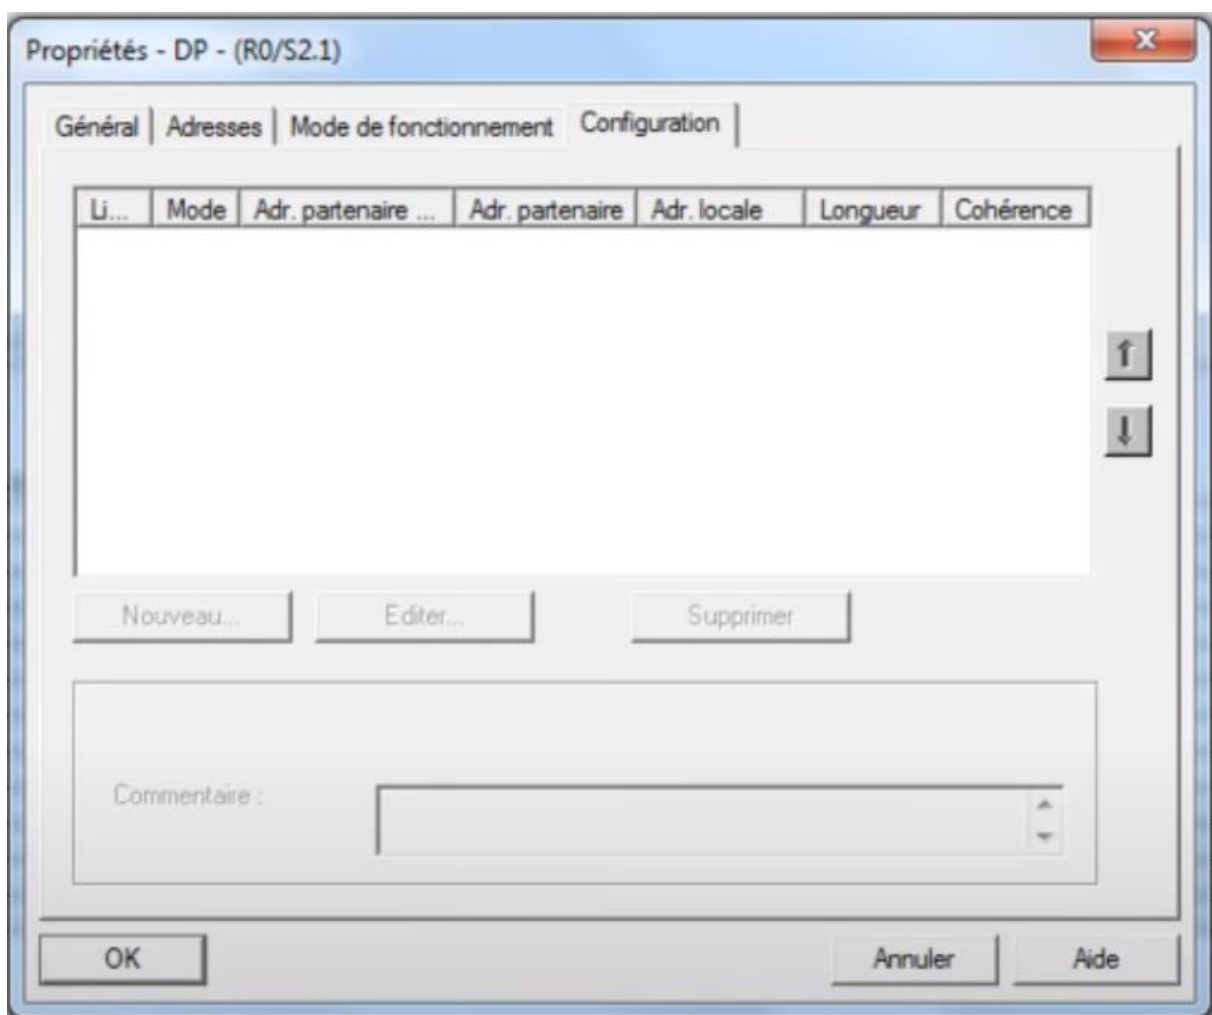 Propriétés - DP - (R0/S2.1)
Général Adresses Mode de fonctionnement Configuration
Li... Mode Adr. partenaire ... Adr. partenaire Adr. locale Longueur Cohérence
Nouveau... Editer... Supprimer
Commentaire :
OK Annuler Aide